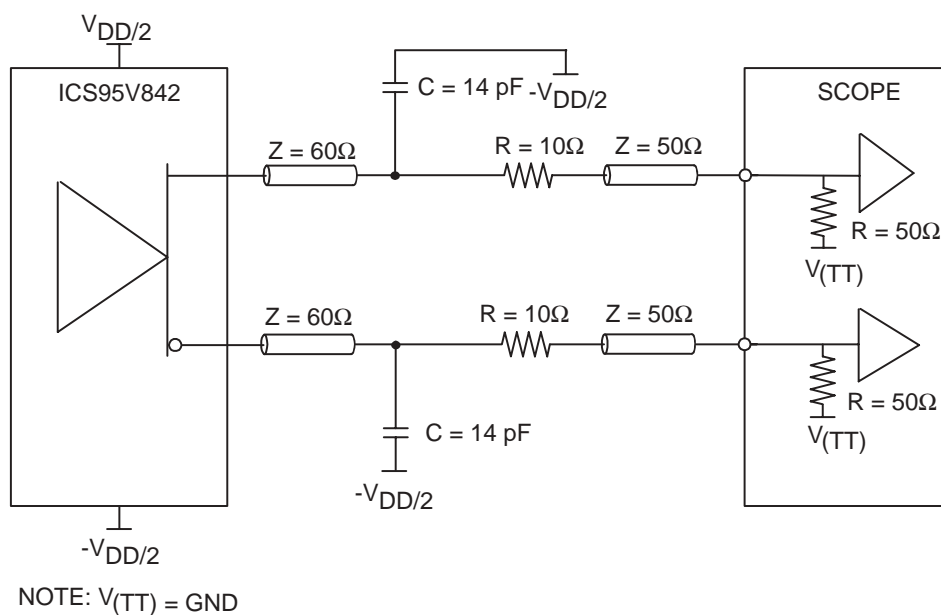 VDD/2
ICS95V842
C = 14 pF
-VDD/2
SCOPE
Z = 60Ω
R = 10Ω
Z = 50Ω
R = 50Ω
V(TT)
Z = 60Ω
R = 10Ω
Z = 50Ω
R = 50Ω
V(TT)
C = 14 pF
-VDD/2
-VDD/2
NOTE: V(TT) = GND